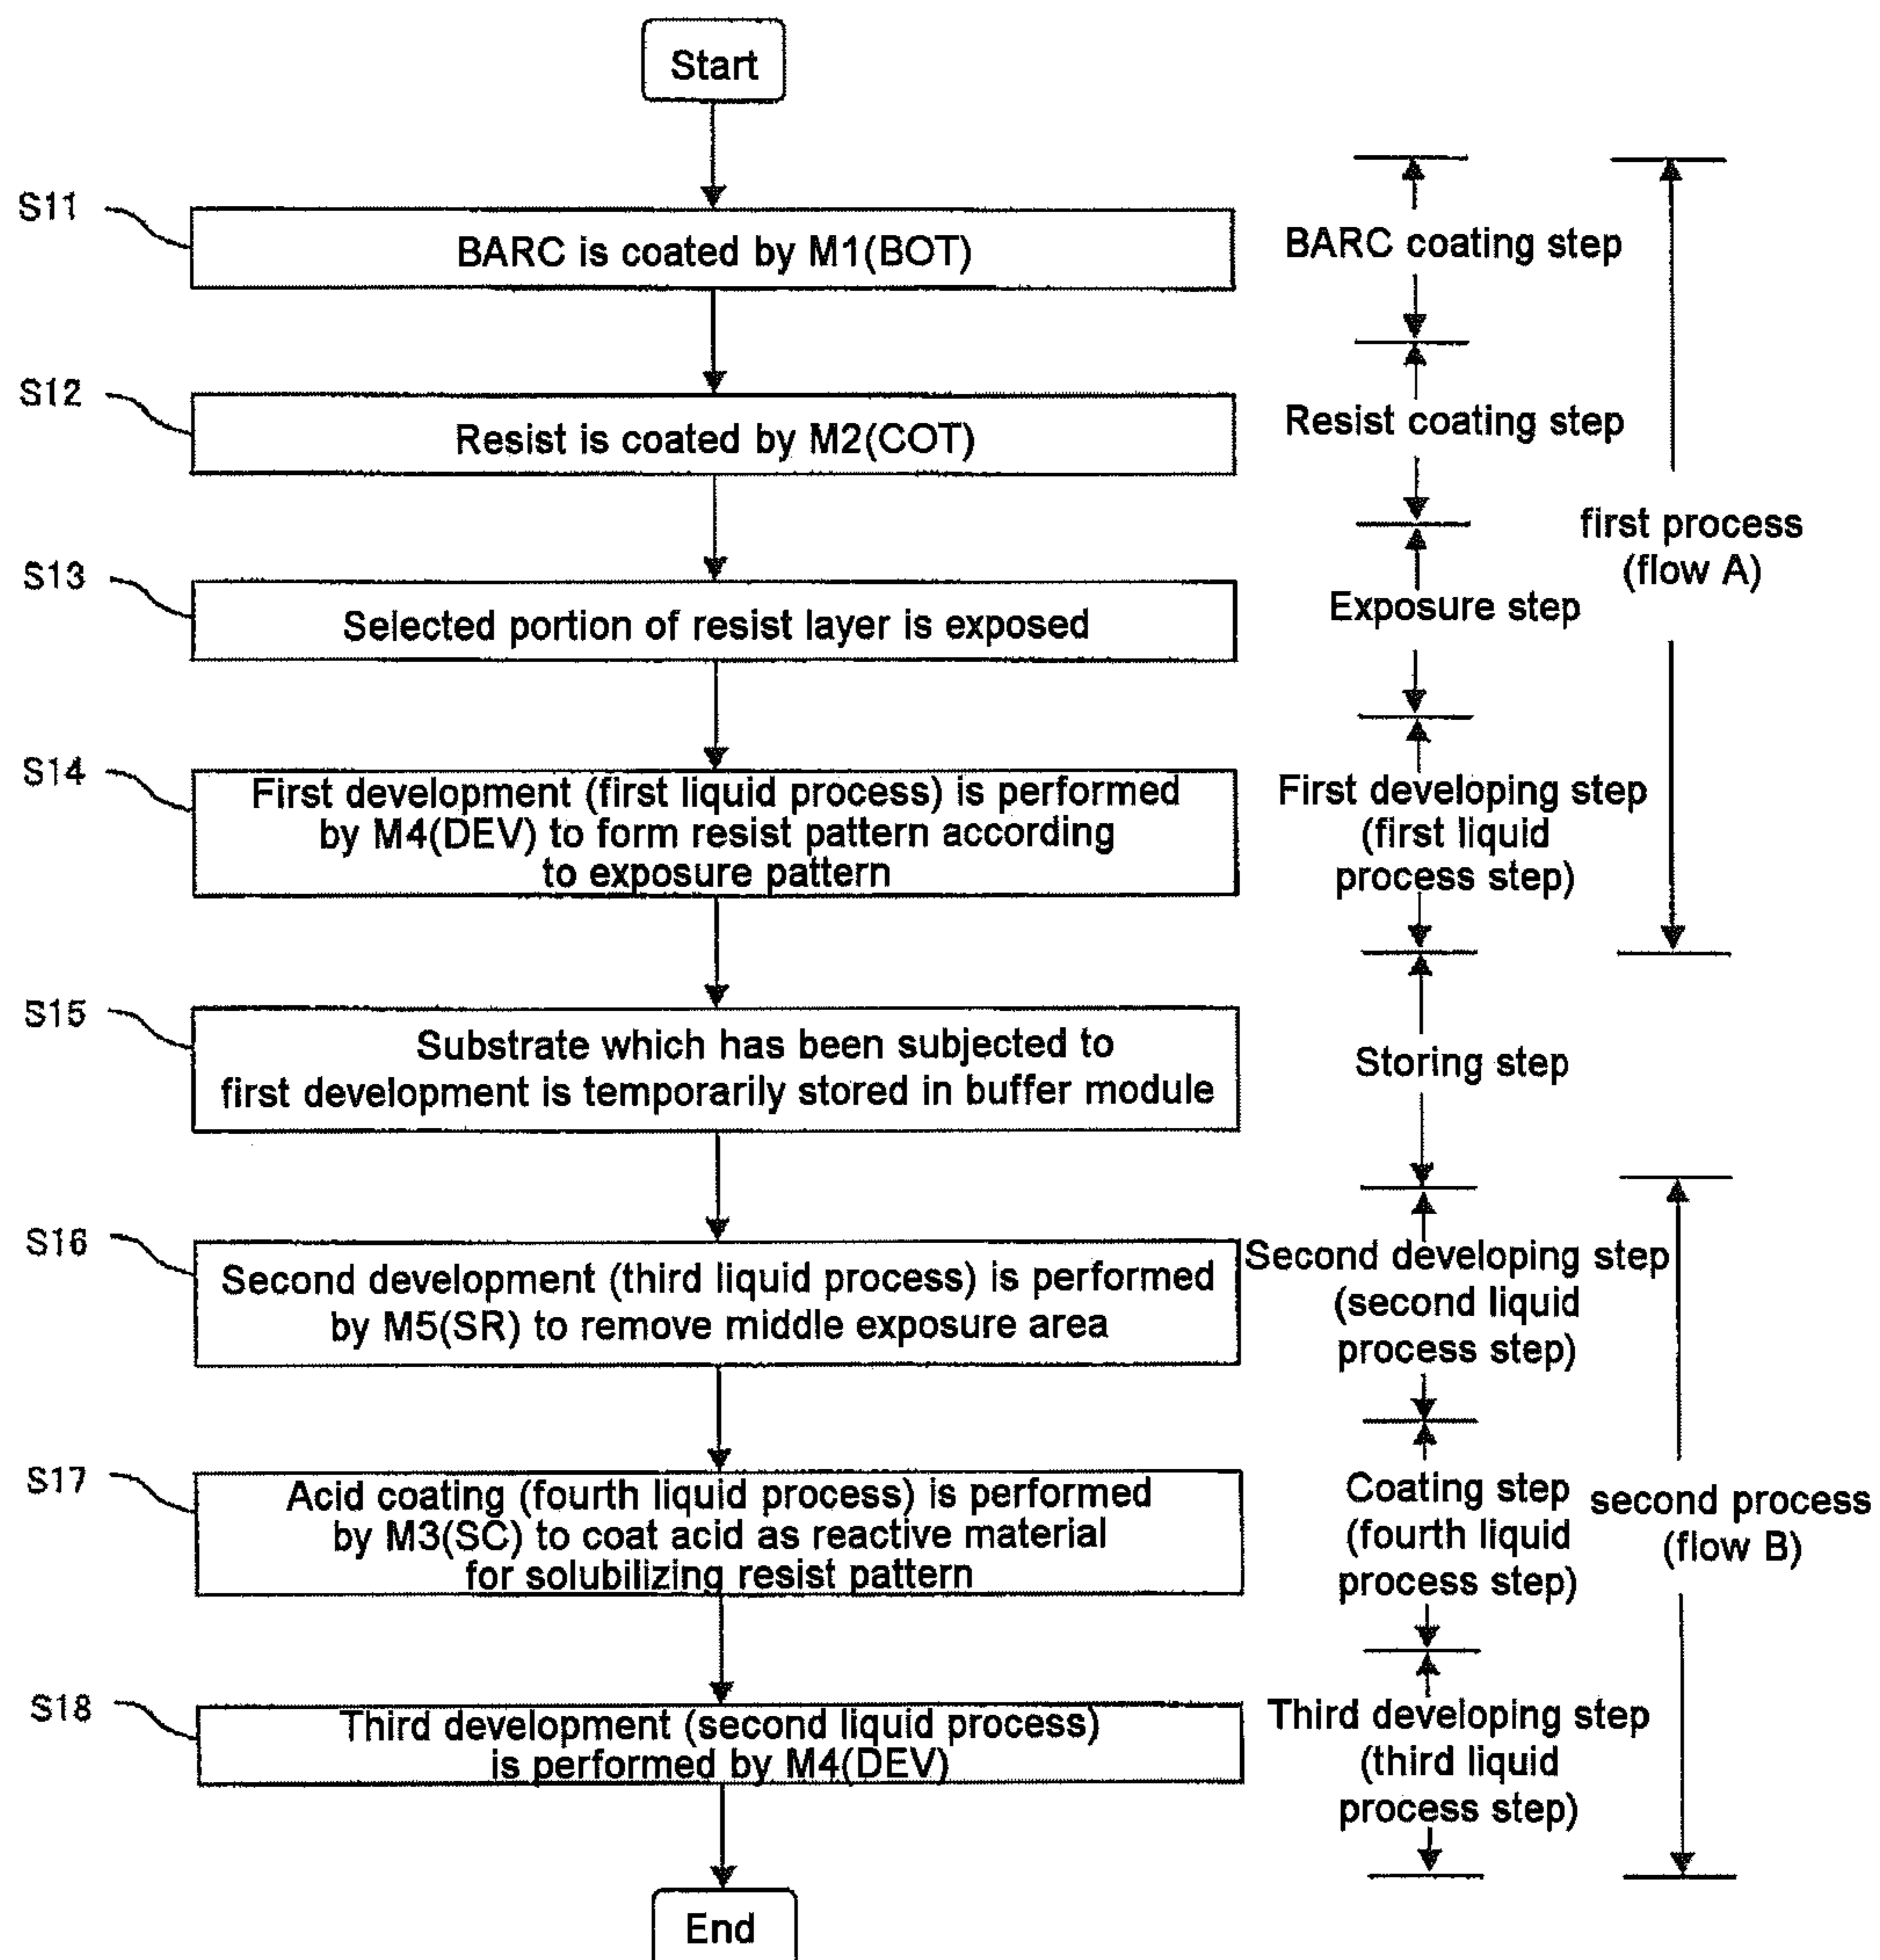 Start
S11
BARC is coated by M1(BOT)
BARC coating step
S12
Resist is coated by M2(COT)
Resist coating step
first process
(flow A)
S13
Selected portion of resist layer is exposed
Exposure step
S14
First development (first liquid process) is performed
by M4(DEV) to form resist pattern according
to exposure pattern
First developing step
(first liquid
process step)
S15
Substrate which has been subjected to
first development is temporarily stored in buffer module
Storing step
S16
Second development (third liquid process) is performed
by M5(SR) to remove middle exposure area
Second developing step
(second liquid
process step)
S17
Acid coating (fourth liquid process) is performed
by M3(SC) to coat acid as reactive material
for solubilizing resist pattern
Coating step
(fourth liquid
process step)
second process
(flow B)
S18
Third development (second liquid process)
is performed by M4(DEV)
Third developing step
(third liquid
process step)
End